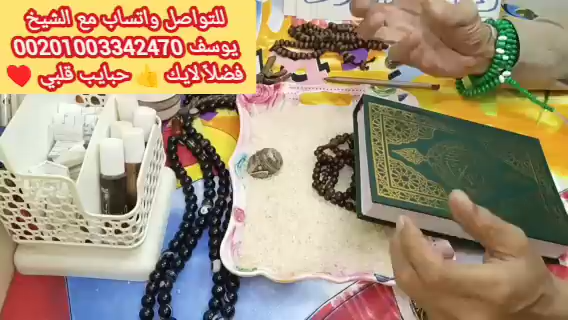 للتواصل واتساب مع الشيخ
يوسف 00201003342470
فضلاً لايك 👍 حبايب قلبي ♥